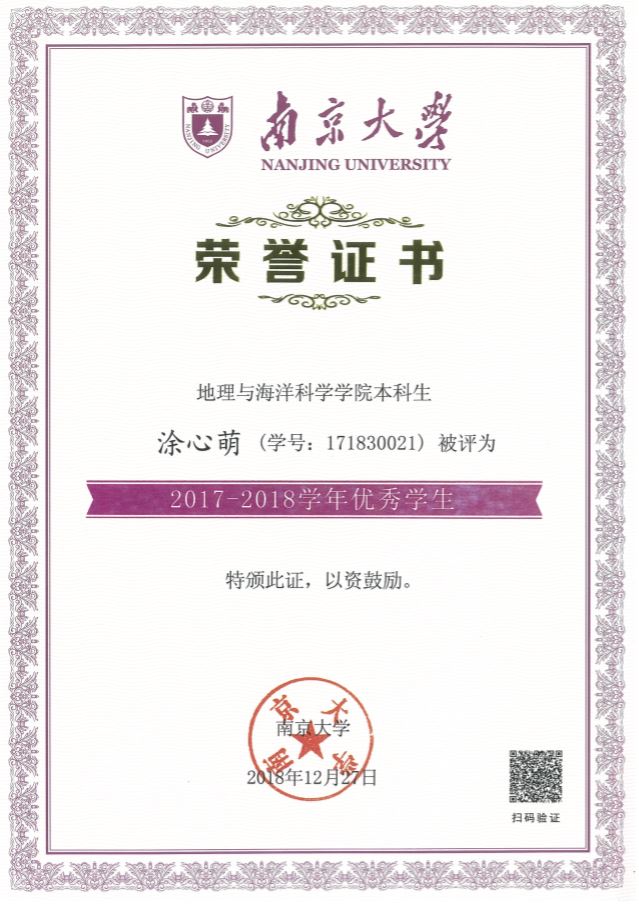 南京大學
NANJING UNIVERSITY
荣誉证书
地理与海洋科学学院本科生
涂心萌（学号：171830021）被评为
2017-2018学年优秀学生
特颁此证，以资鼓励。
南京大学
南京大学
2018年12月27日
扫码验证